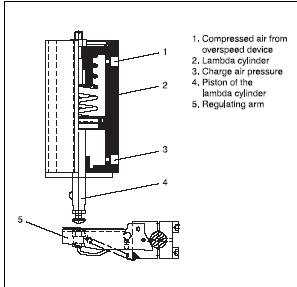 1
2
3
4
5
1. Compressed air from
overspeed device
2. Lambda cylinder
3. Charge air pressure
4. Piston of the
lambda cylinder
5. Regulating arm